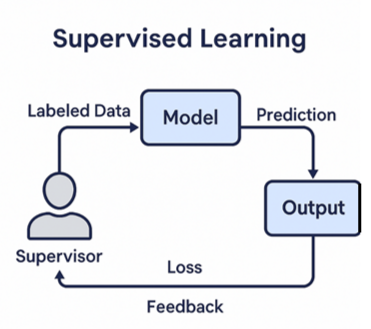 Supervised Learning
Labeled Data
Model
Prediction
Output
Supervisor
Loss
Feedback